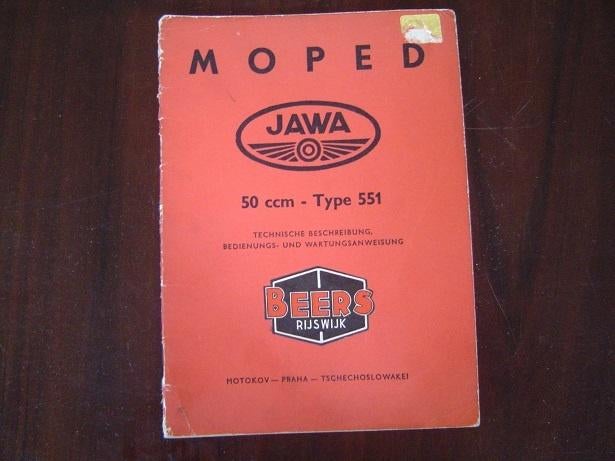 MOPED
JAWA
50 ccm - Type 551
TECHNISCHE BESCHREIBUNG,
BEDIENUNGS- UND WARTUNGSANWEISUNG
BEERS
RIJSWIJK
MOTOKOV — PRAHA — TSCHECHOSLOWAKEI